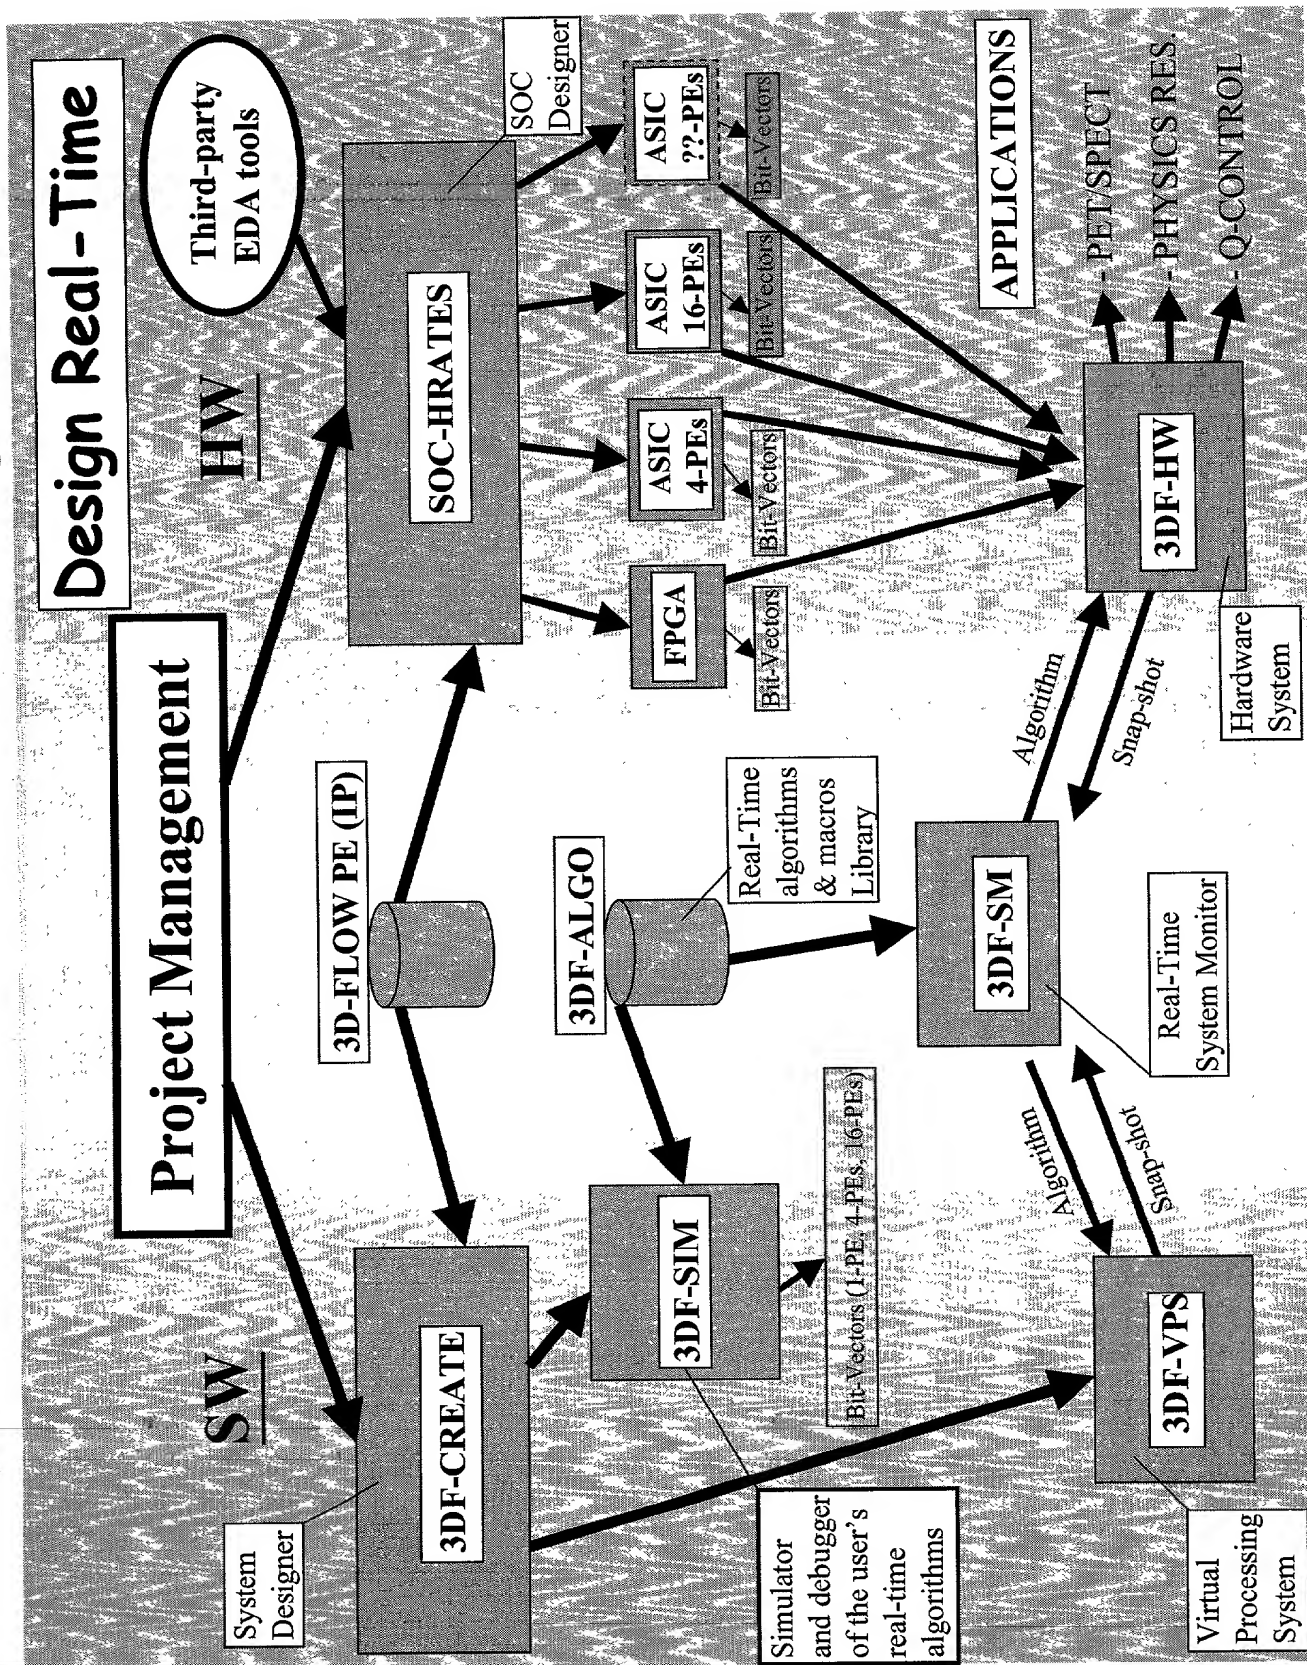 Design Real-Time
Project Management
SW
HW
Third-party
EDA tools
System
Designer
3D-FLOW PE (IP)
3DF-CREATE
SOC-HRATES
SOC
Designer
3DF-ALGO
3DF-SIM
FPGA
ASIC
4-PEs
ASIC
16-PEs
ASIC
??-PEs
Bit-Vectors
Bit-Vectors
Bit-Vectors
Bit-Vectors
Real-Time
algorithms
& macros
Library
Bit-Vectors (1-PE, 4-PEs, 16-PEs)
Simulator
and debugger
of the user's
real-time
algorithms
3DF-SM
APPLICATIONS
Algorithm
Snap-shot
Algorithm
Snap-shot
3DF-VPS
3DF-HW
- PET/SPECT
- PHYSICS RES.
- Q-CONTROL
Real-Time
System Monitor
Virtual
Processing
System
Hardware
System